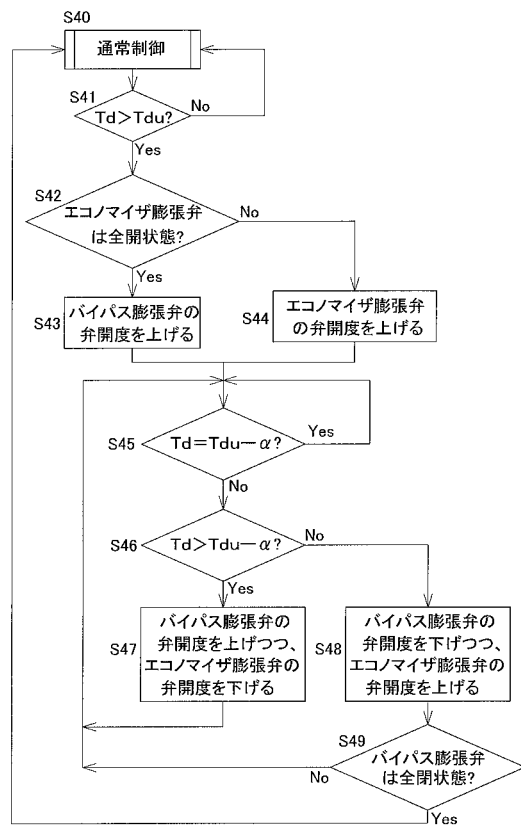 S40
通常制御
S41
Td>Tdu?
No
Yes
S42
エコノマイザ膨張弁
は全開状態?
No
Yes
S43
バイパス膨張弁の
弁開度を上げる
S44
エコノマイザ膨張弁
の弁開度を上げる
S45
Td=Tdu-α?
Yes
No
S46
Td>Tdu-α?
No
Yes
S47
バイパス膨張弁の
弁開度を上げつつ、
エコノマイザ膨張弁の
弁開度を下げる
バイパス膨張弁の
弁開度を下げつつ、
エコノマイザ膨張弁の
弁開度を上げる
S48
S49
バイパス膨張弁
は全閉状態?
No
Yes